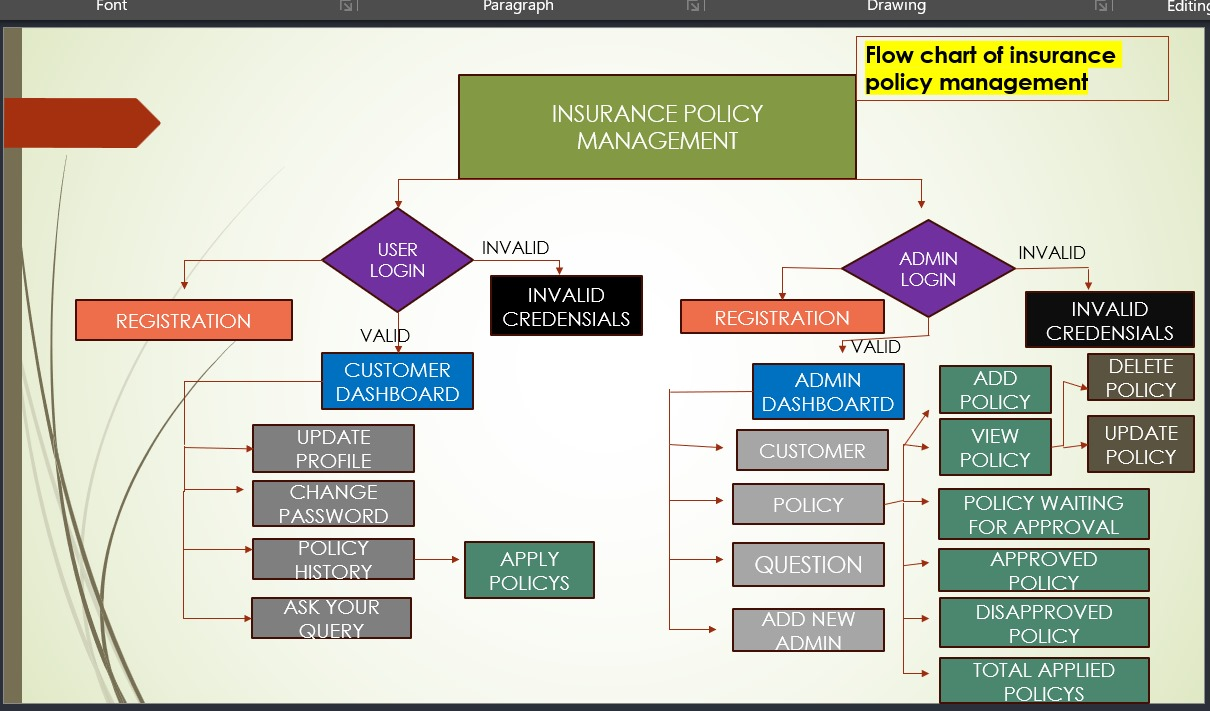 Font
Paragraph
Drawing
Editing
Flow chart of insurance
policy management
INSURANCE POLICY
MANAGEMENT
USER
LOGIN
INVALID
INVALID
CREDENSIALS
REGISTRATION
VALID
CUSTOMER
DASHBOARD
UPDATE
PROFILE
CHANGE
PASSWORD
POLICY
HISTORY
APPLY
POLICYS
ASK YOUR
QUERY
ADMIN
LOGIN
INVALID
INVALID
CREDENSIALS
REGISTRATION
VALID
ADMIN
DASHBOARTD
CUSTOMER
POLICY
QUESTION
ADD NEW
ADMIN
ADD
POLICY
VIEW
POLICY
DELETE
POLICY
UPDATE
POLICY
POLICY WAITING
FOR APPROVAL
APPROVED
POLICY
DISAPPROVED
POLICY
TOTAL APPLIED
POLICYS